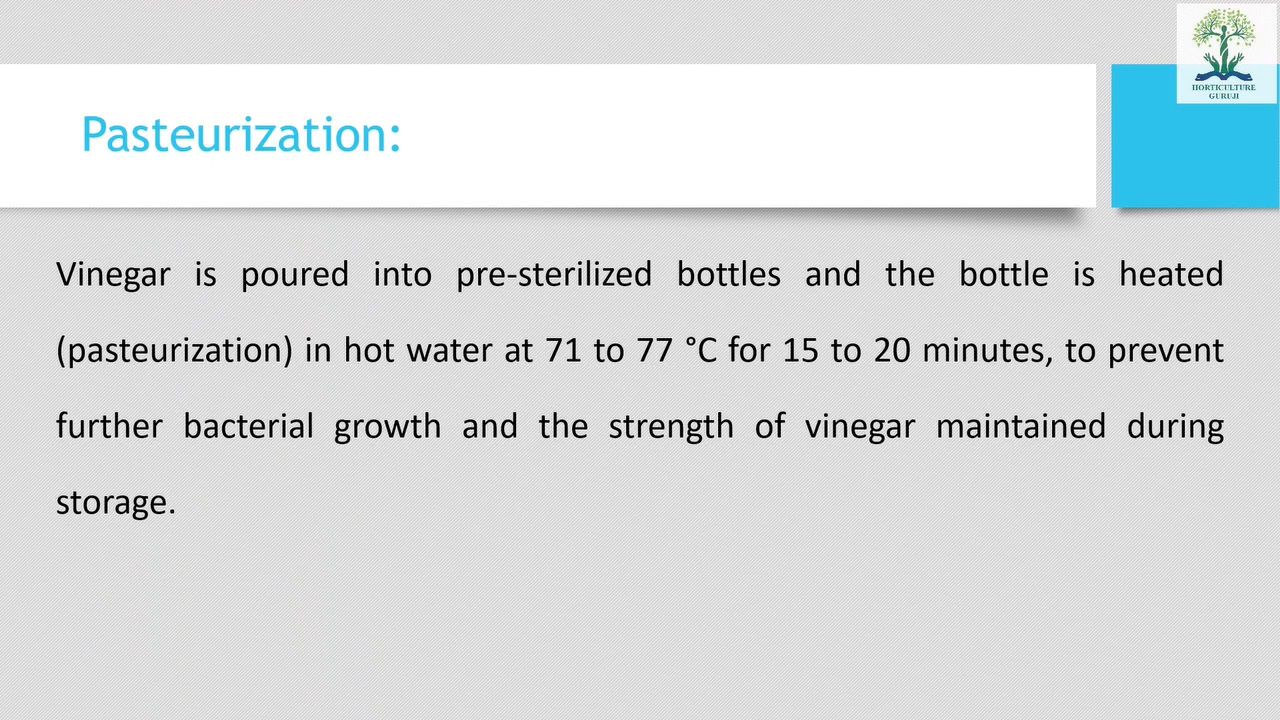 HORTICULTURE
GURUJI
Pasteurization:
Vinegar is poured into pre-sterilized bottles and the bottle is heated
(pasteurization) in hot water at 71 to 77 °C for 15 to 20 minutes, to prevent
further bacterial growth and the strength of vinegar maintained during
storage.